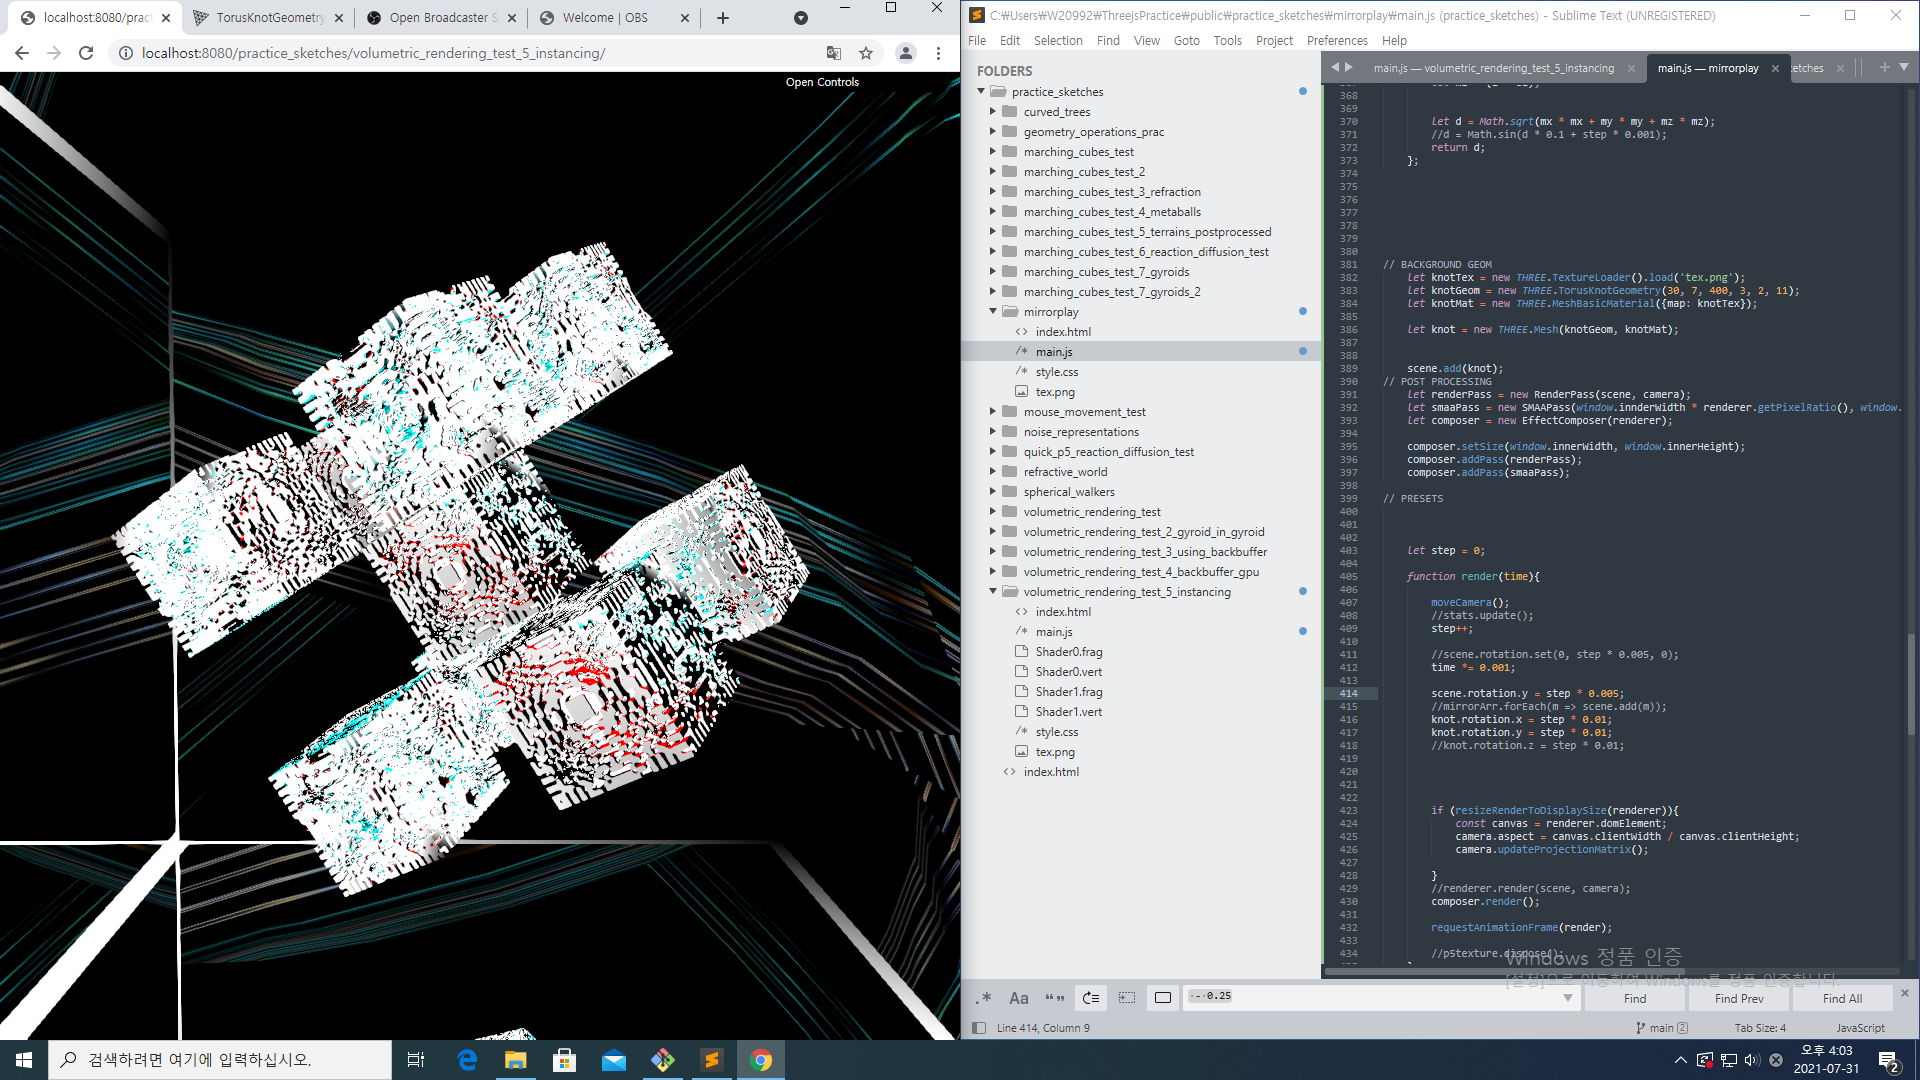 localhost:8080/pract
TorusKnotGeometry
Open Broadcaster S
Welcome | OBS
localhost:8080/practice_sketches/volumetric_rendering_test_5_instancing/
Open Controls
C:₩Users₩W20992₩ThreejsPractice₩public₩practice_sketches₩mirrorplay₩main.js (practice_sketches) - Sublime Text (UNREGISTERED)
File Edit Selection Find View Goto Tools Project Preferences Help
FOLDERS
practice_sketches
curved_trees
geometry_operations_prac
marching_cubes_test
marching_cubes_test_2
marching_cubes_test_3_refraction
marching_cubes_test_4_metaballs
marching_cubes_test_5_terrains_postprocessed
marching_cubes_test_6_reaction_diffusion_test
marching_cubes_test_7_gyroids
marching_cubes_test_7_gyroids_2
mirrorplay
index.html
main.js
style.css
tex.png
mouse_movement_test
noise_representations
quick_p5_reaction_diffusion_test
refractive_world
spherical_walkers
volumetric_rendering_test
volumetric_rendering_test_2_gyroid_in_gyroid
volumetric_rendering_test_3_using_backbuffer
volumetric_rendering_test_4_backbuffer_gpu
volumetric_rendering_test_5_instancing
index.html
main.js
Shader0.frag
Shader0.vert
Shader1.frag
Shader1.vert
style.css
tex.png
index.html
main.js — volumetric_rendering_test_5_instancing
main.js — mirrorplay
etches
368
369
370 let d = Math.sqrt(mx * mx + my * my + mz * mz);
371 //d = Math.sin(d * 0.1 + step * 0.001);
372 return d;
373 };
374
375
376
377
378
379
380
381 // BACKGROUND GEOM
382 let knotTex = new THREE.TextureLoader().load('tex.png');
383 let knotGeom = new THREE.TorusKnotGeometry(30, 7, 400, 3, 2, 11);
384 let knotMat = new THREE.MeshBasicMaterial({map: knotTex});
385
386 let knot = new THREE.Mesh(knotGeom, knotMat);
387
388
389 scene.add(knot);
390 // POST PROCESSING
391 let renderPass = new RenderPass(scene, camera);
392 let smaaPass = new SMAAPass(window.innderWidth * renderer.getPixelRatio(), window.
393 let composer = new EffectComposer(renderer);
394
395 composer.setSize(window.innerWidth, window.innerHeight);
396 composer.addPass(renderPass);
397 composer.addPass(smaaPass);
398
399 // PRESETS
400
401
402
403 let step = 0;
404
405 function render(time){
406
407 moveCamera();
408 //stats.update();
409 step++;
410
411 //scene.rotation.set(0, step * 0.005, 0);
412 time *= 0.001;
413
414 scene.rotation.y = step * 0.005;
415 //mirrorArr.forEach(m => scene.add(m));
416 knot.rotation.x = step * 0.01;
417 knot.rotation.y = step * 0.01;
418 //knot.rotation.z = step * 0.01;
419
420
421
422
423 if (resizeRenderToDisplaySize(renderer)){
424 const canvas = renderer.domElement;
425 camera.aspect = canvas.clientWidth / canvas.clientHeight;
426 camera.updateProjectionMatrix();
427
428 }
429 //renderer.render(scene, camera);
430 composer.render();
431
432 requestAnimationFrame(render);
433
434 //p5texture.dispose();
Windows 정품 인증
[설정]으로 이동하여 Windows를 정품 인증합니다.
.* Aa “” - 0.25 Find Find Prev Find All
Line 414, Column 9
main 2
Tab Size: 4
JavaScript
검색하려면 여기에 입력하십시오.
오후 4:03
2021-07-31
2